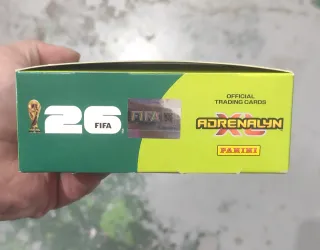 26
FIFA
FIFA
OFFICIAL
TRADING CARDS
ADRENALYN
XL
PANINI